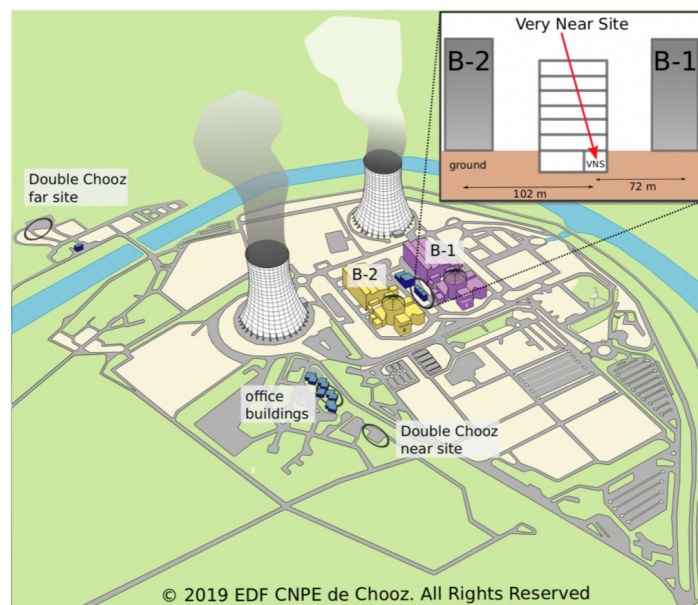 Very Near Site
B-2
B-1
VNS
ground
102 m
72 m
Double Chooz
far site
B-1
B-2
office
buildings
Double Chooz
near site
© 2019 EDF CNPE de Chooz. All Rights Reserved